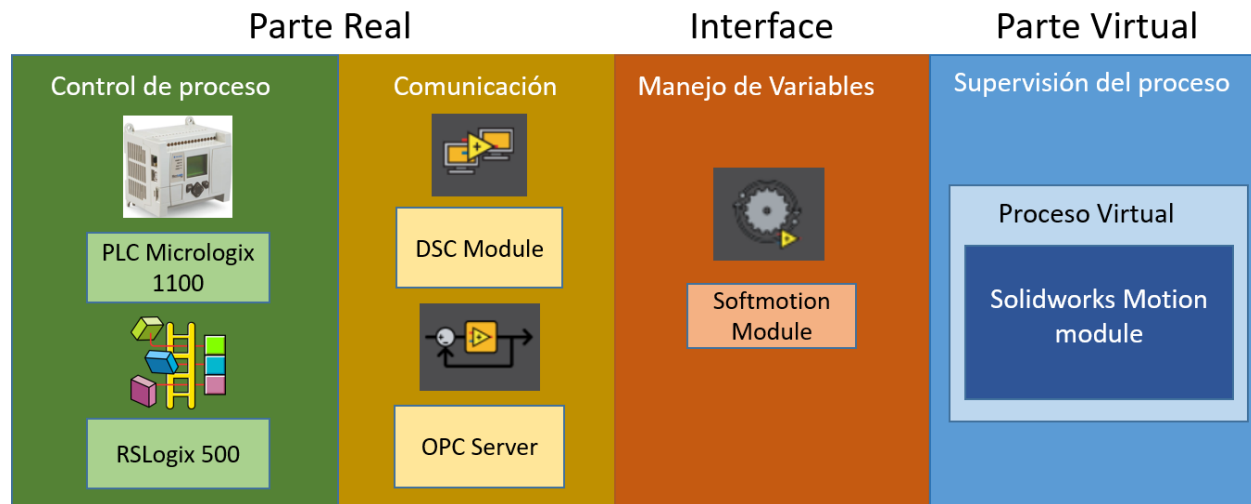 Parte Real
Interface
Parte Virtual
Control de proceso
PLC Micrologix
1100
RSLogix 500
Comunicación
DSC Module
OPC Server
Manejo de Variables
Softmotion
Module
Supervisión del proceso
Proceso Virtual
Solidworks Motion
module